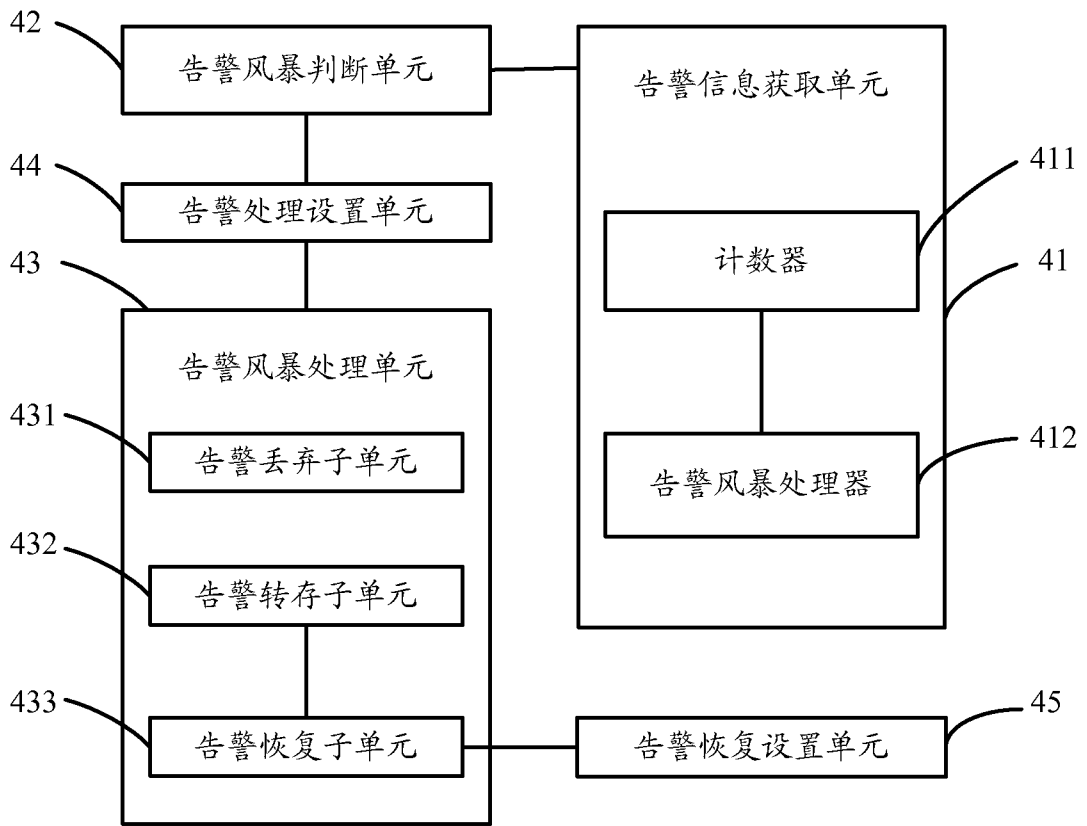 42
告警风暴判断单元
告警信息获取单元
44
告警处理设置单元
411
计数器
43
41
告警风暴处理单元
431
告警丢弃子单元
412
告警风暴处理器
432
告警转存子单元
433
告警恢复子单元
45
告警恢复设置单元